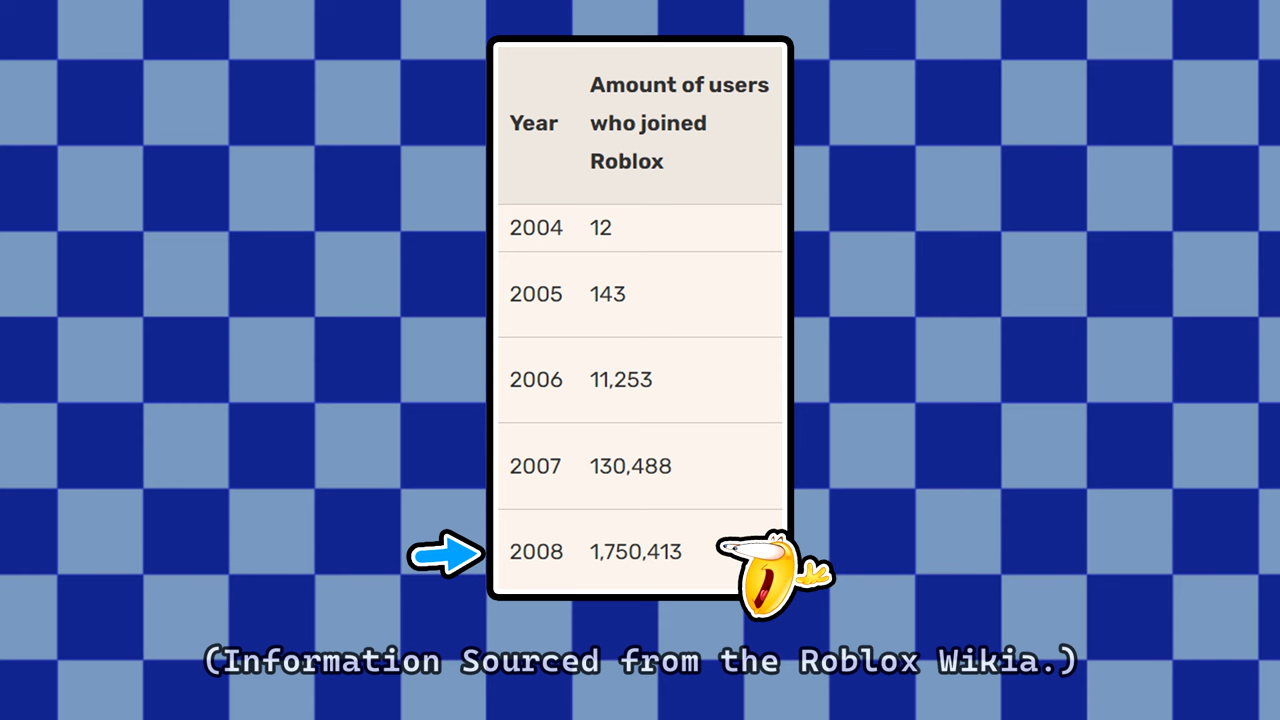 Year
Amount of users
who joined
Roblox
2004 12
2005 143
2006 11,253
2007 130,488
2008 1,750,413
(Information Sourced from the Roblox Wikia.)